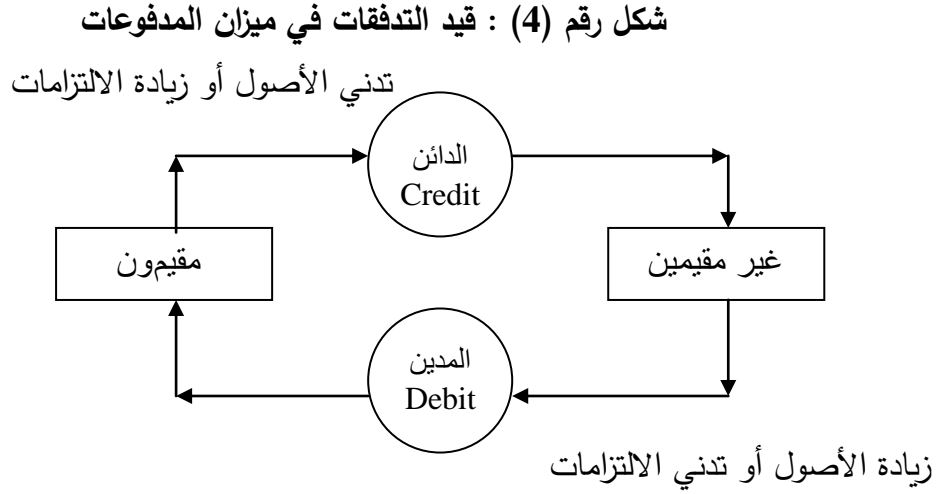 شكل رقم (4) : قيد التدفقات في ميزان المدفوعات
تدني الأصول أو زيادة الالتزامات
الدائن
Credit
مقيمون
غير مقيمين
المدين
Debit
زيادة الأصول أو تدني الالتزامات